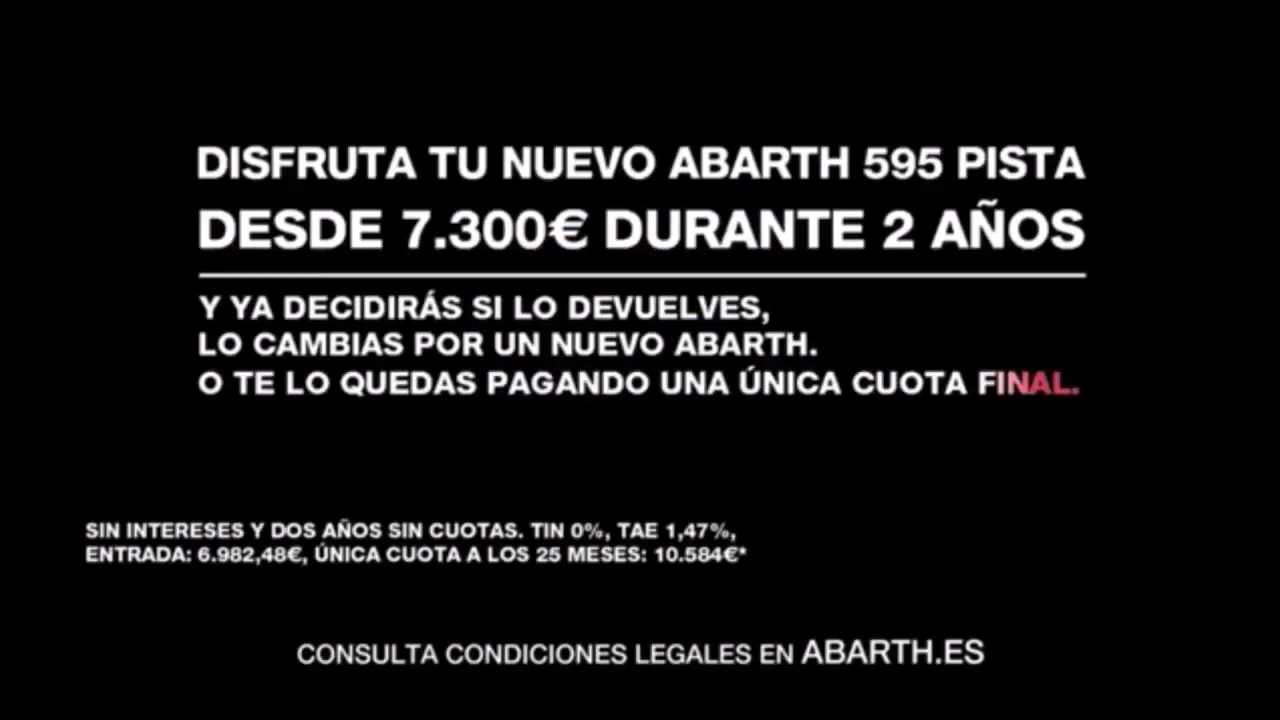 DISFRUTA TU NUEVO ABARTH 595 PISTA
DESDE 7.300€ DURANTE 2 AÑOS
Y YA DECIDIRÁS SI LO DEVUELVES,
LO CAMBIAS POR UN NUEVO ABARTH.
O TE LO QUEDAS PAGANDO UNA ÚNICA CUOTA FINAL.
SIN INTERESES Y DOS AÑOS SIN CUOTAS. TIN 0%, TAE 1,47%,
ENTRADA: 6.982,48€, ÚNICA CUOTA A LOS 25 MESES: 10.584€*
CONSULTA CONDICIONES LEGALES EN ABARTH.ES